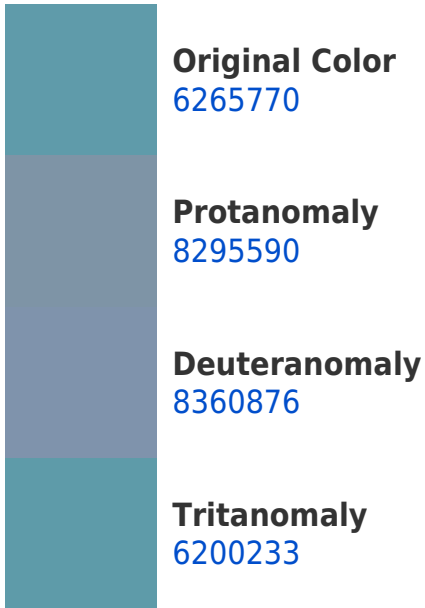 Original Color
6265770
Protanomaly
8295590
Deuteranomaly
8360876
Tritanomaly
6200233